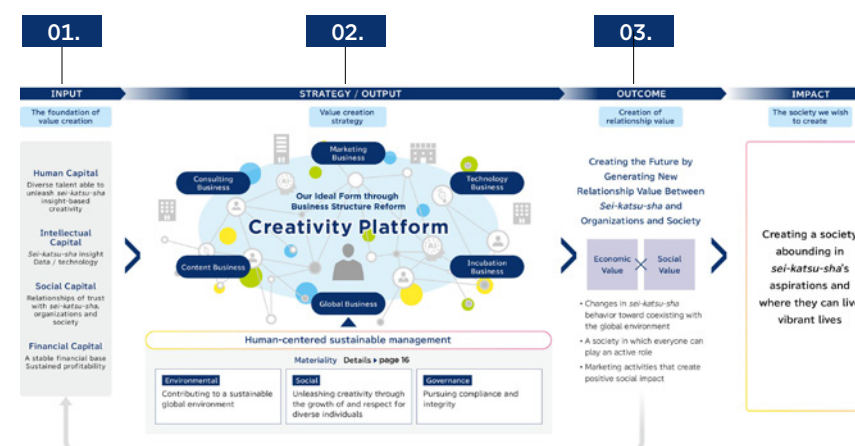 01.
02.
03.
INPUT
STRATEGY / OUTPUT
OUTCOME
IMPACT
The foundation of
value creation
Value creation
strategy
Creation of
relationship value
The society we wish
to create
Human Capital
Diverse talent able to
unleash sei-katsu-sha
insight-based
creativity
Intellectual
Capital
Sei-katsu-sha insight
Data / technology
Social Capital
Relationships of trust
with sei-katsu-sha,
organizations and
society
Financial Capital
A stable financial base
Sustained profitability
Marketing
Business
Consulting
Business
Technology
Business
Our Ideal Form through
Business Structure Reform
Creativity Platform
Content Business
Incubation
Business
Global Business
Human-centered sustainable management
Materiality Details ▸ page 16
Environmental
Contributing to a sustainable
global environment
Social
Unleashing creativity through
the growth of and respect for
diverse individuals
Governance
Pursuing compliance and
integrity
Creating the Future by
Generating New
Relationship Value Between
Sei-katsu-sha and
Organizations and Society
Economic
Value
×
Social
Value
• Changes in sei-katsu-sha
behavior toward coexisting with
the global environment
• A society in which everyone can
play an active role
• Marketing activities that create
positive social impact
Creating a society
abounding in
sei-katsu-sha's
aspirations and
where they can live
vibrant lives